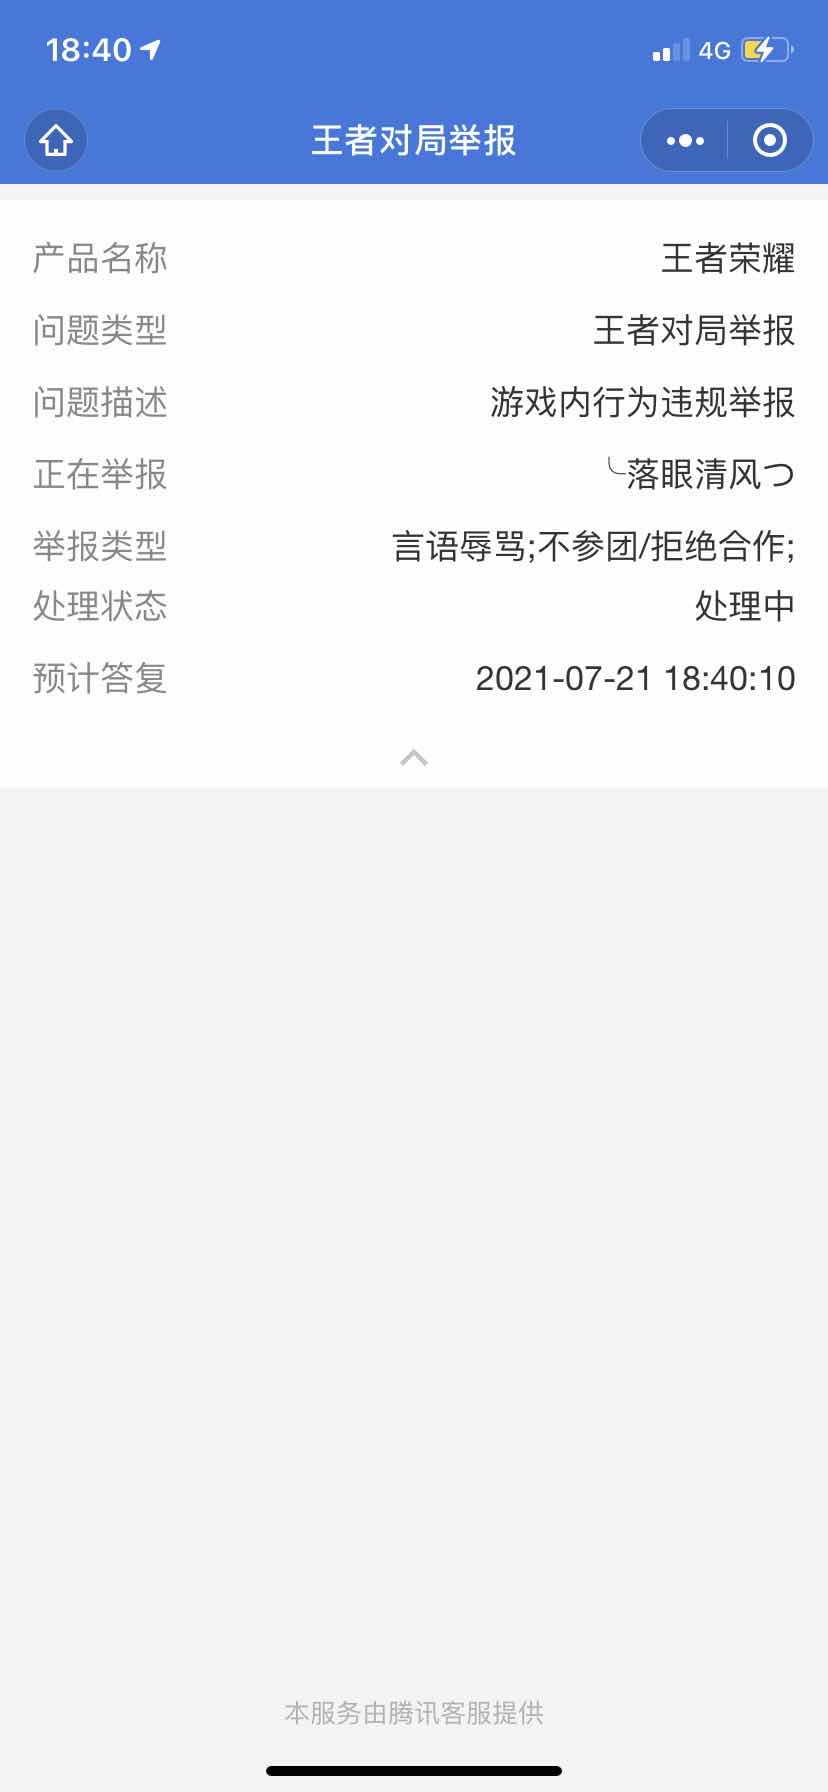 18:40
4G
王者对局举报
产品名称 王者荣耀
问题类型 王者对局举报
问题描述 游戏内行为违规举报
正在举报 ╰落眼清风つ
举报类型 言语辱骂;不参团/拒绝合作;
处理状态 处理中
预计答复 2021-07-21 18:40:10
本服务由腾讯客服提供